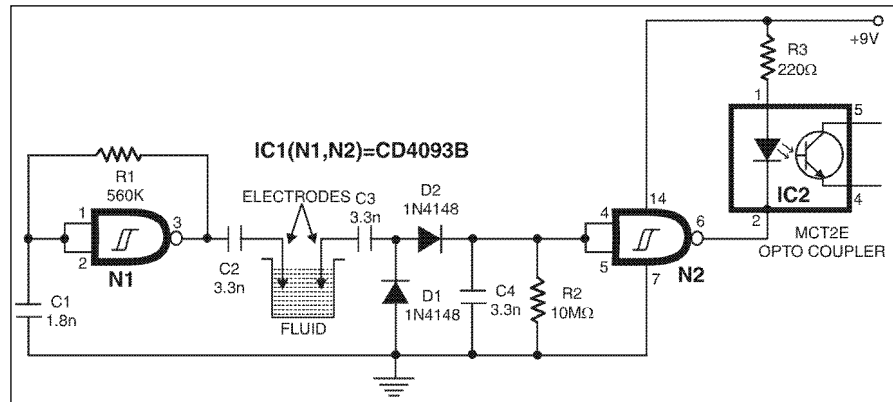 +9V
R3
220Ω
1
5
IC1(N1,N2)=CD4093B
R1
560K
ELECTRODES
C3
3.3n
D2
1N4148
14
IC2
4
2
MCT2E
OPTO COUPLER
1
2
3
N1
C2
3.3n
4
5
6
7
N2
C1
1.8n
FLUID
D1
1N4148
C4
3.3n
R2
10MΩ